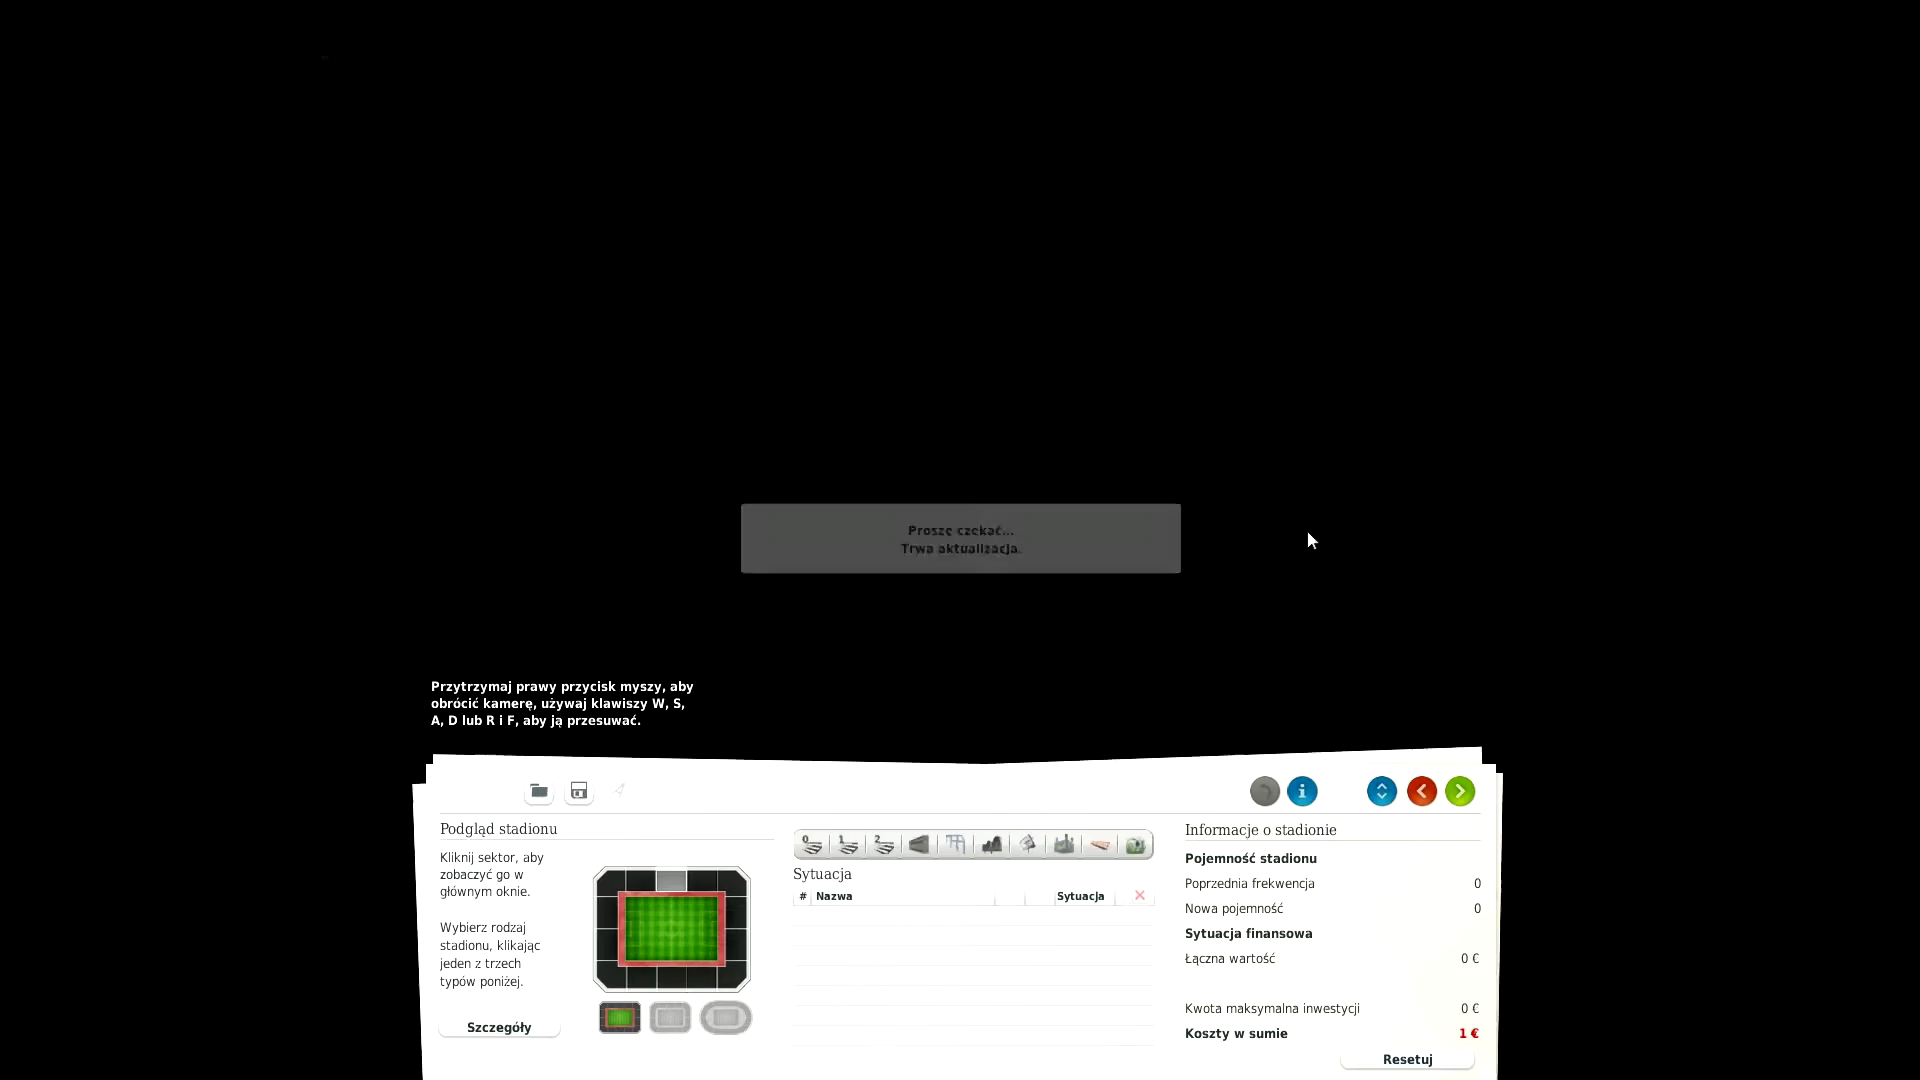 Proszę czekać...
Trwa aktualizacja.
Przytrzymaj prawy przycisk myszy, aby
obrócić kamerę, używaj klawiszy W, S,
A, D lub R i F, aby ją przesuwać.
Podgląd stadionu
Kliknij sektor, aby
zobaczyć go w
głównym oknie.
Wybierz rodzaj
stadionu, klikając
jeden z trzech
typów poniżej.
Szczegóły
0 1 2
Sytuacja
# Nazwa Sytuacja
Informacje o stadionie
Pojemność stadionu
Poprzednia frekwencja 0
Nowa pojemność 0
Sytuacja finansowa
Łączna wartość 0 €
Kwota maksymalna inwestycji 0 €
Koszty w sumie 1 €
Resetuj